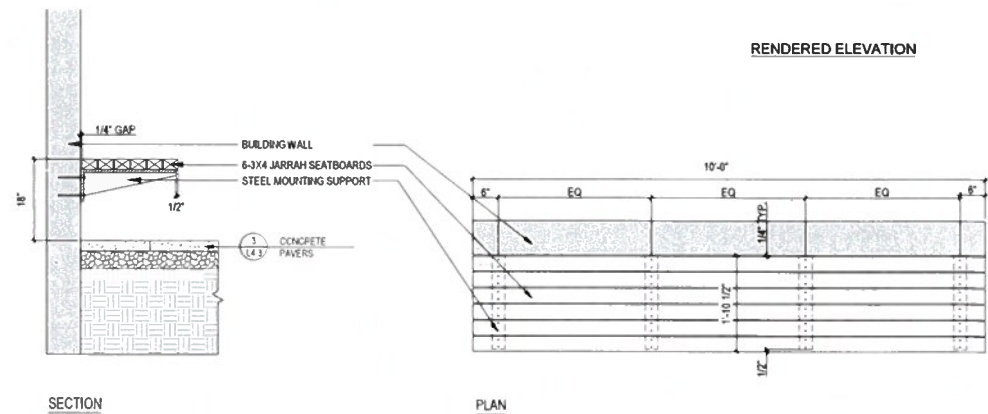 RENDERED ELEVATION
1/4" GAP
BUILDING WALL
6-3X4 JARRAH SEATBOARDS
STEEL MOUNTING SUPPORT
18"
1/2"
3
L4.3
CONCRETE
PAVERS
10'-0"
6"
EQ
EQ
EQ
6"
1/4" TYP.
1'-10 1/2"
1/2"
SECTION
PLAN